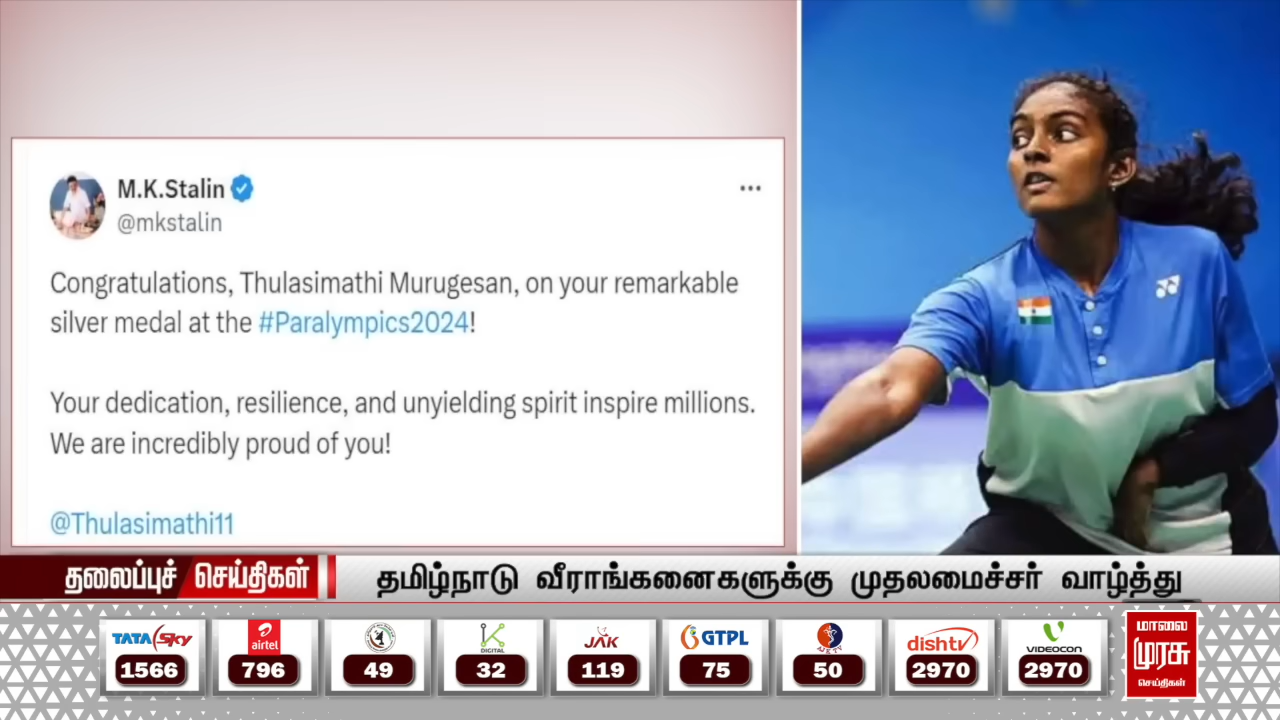 M.K.Stalin
@mkstalin
Congratulations, Thulasimathi Murugesan, on your remarkable
silver medal at the #Paralympics2024!
Your dedication, resilience, and unyielding spirit inspire millions.
We are incredibly proud of you!
@Thulasimathi11
தலைப்புச் செய்திகள்
தமிழ்நாடு வீராங்கனைகளுக்கு முதலமைச்சர் வாழ்த்து
TATA Sky
1566
airtel
796
49
K DIGITAL
32
JAK
119
GTPL
75
50
dishtv
2970
VIDEOCON
2970
மாலை
முரசு
செய்திகள்